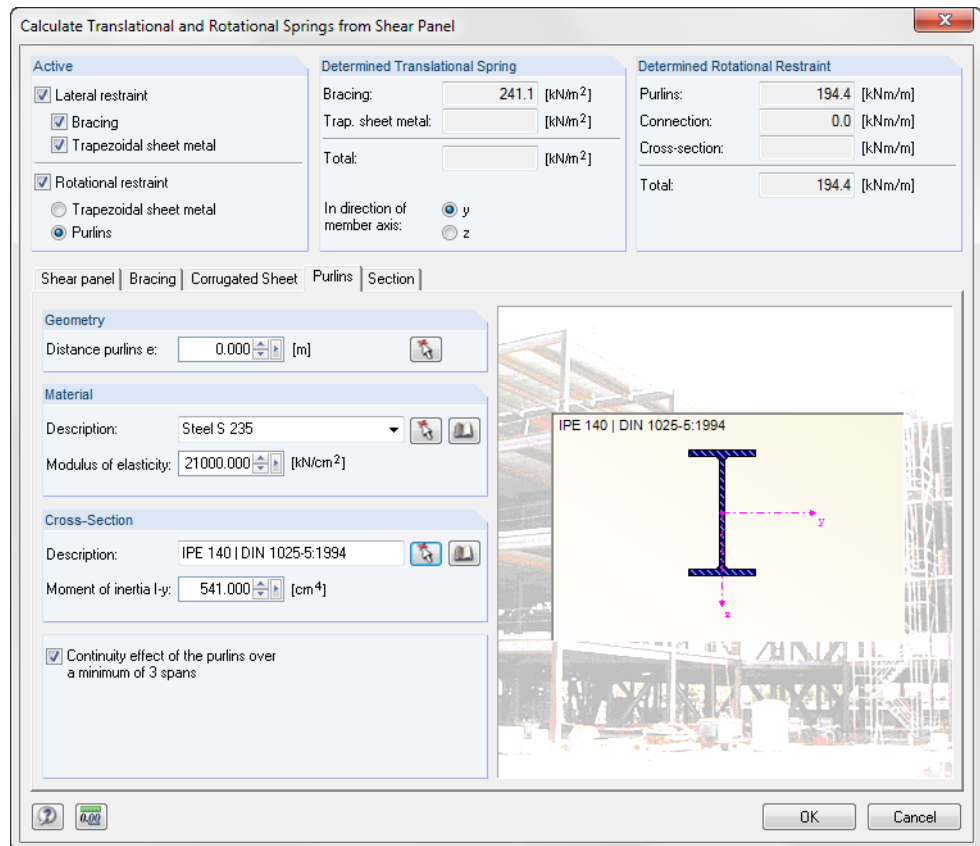 Calculate Translational and Rotational Springs from Shear Panel
Active
Lateral restraint
Bracing
Trapezoidal sheet metal
Rotational restraint
Trapezoidal sheet metal
Purlins
Determined Translational Spring
Bracing: 241.1 [kN/m²]
Trap. sheet metal: [kN/m²]
Total: [kN/m²]
In direction of
member axis:
y
z
Determined Rotational Restraint
Purlins: 194.4 [kNm/m]
Connection: 0.0 [kNm/m]
Cross-section: [kNm/m]
Total: 194.4 [kNm/m]
Shear panel Bracing Corrugated Sheet Purlins Section
Geometry
Distance purlins e: 0.000 [m]
Material
Description: Steel S 235
Modulus of elasticity: 21000.000 [kN/cm²]
Cross-Section
Description: IPE 140 | DIN 1025-5:1994
Moment of inertia I-y: 541.000 [cm⁴]
Continuity effect of the purlins over
a minimum of 3 spans
IPE 140 | DIN 1025-5:1994
y
z
0.00
OK Cancel